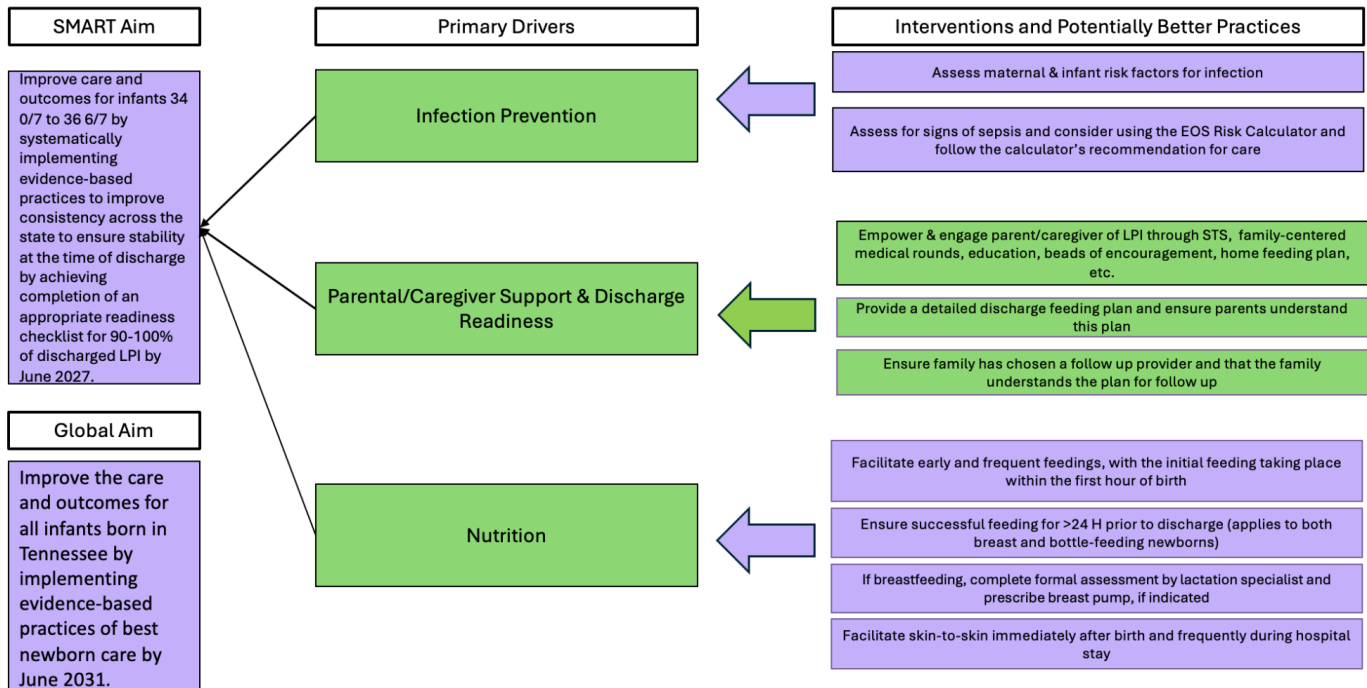 SMART Aim
Improve care and
outcomes for infants 34
0/7 to 36 6/7 by
systematically
implementing
evidence-based
practices to improve
consistency across the
state to ensure stability
at the time of discharge
by achieving
completion of an
appropriate readiness
checklist for 90-100%
of discharged LPI by
June 2027.
Global Aim
Improve the care
and outcomes for
all infants born in
Tennessee by
implementing
evidence-based
practices of best
newborn care by
June 2031.
Primary Drivers
Infection Prevention
Parental/Caregiver Support & Discharge
Readiness
Nutrition
Interventions and Potentially Better Practices
Assess maternal & infant risk factors for infection
Assess for signs of sepsis and consider using the EOS Risk Calculator and
follow the calculator's recommendation for care
Empower & engage parent/caregiver of LPI through STS, family-centered
medical rounds, education, beads of encouragement, home feeding plan,
etc.
Provide a detailed discharge feeding plan and ensure parents understand
this plan
Ensure family has chosen a follow up provider and that the family
understands the plan for follow up
Facilitate early and frequent feedings, with the initial feeding taking place
within the first hour of birth
Ensure successful feeding for >24 H prior to discharge (applies to both
breast and bottle-feeding newborns)
If breastfeeding, complete formal assessment by lactation specialist and
prescribe breast pump, if indicated
Facilitate skin-to-skin immediately after birth and frequently during hospital
stay